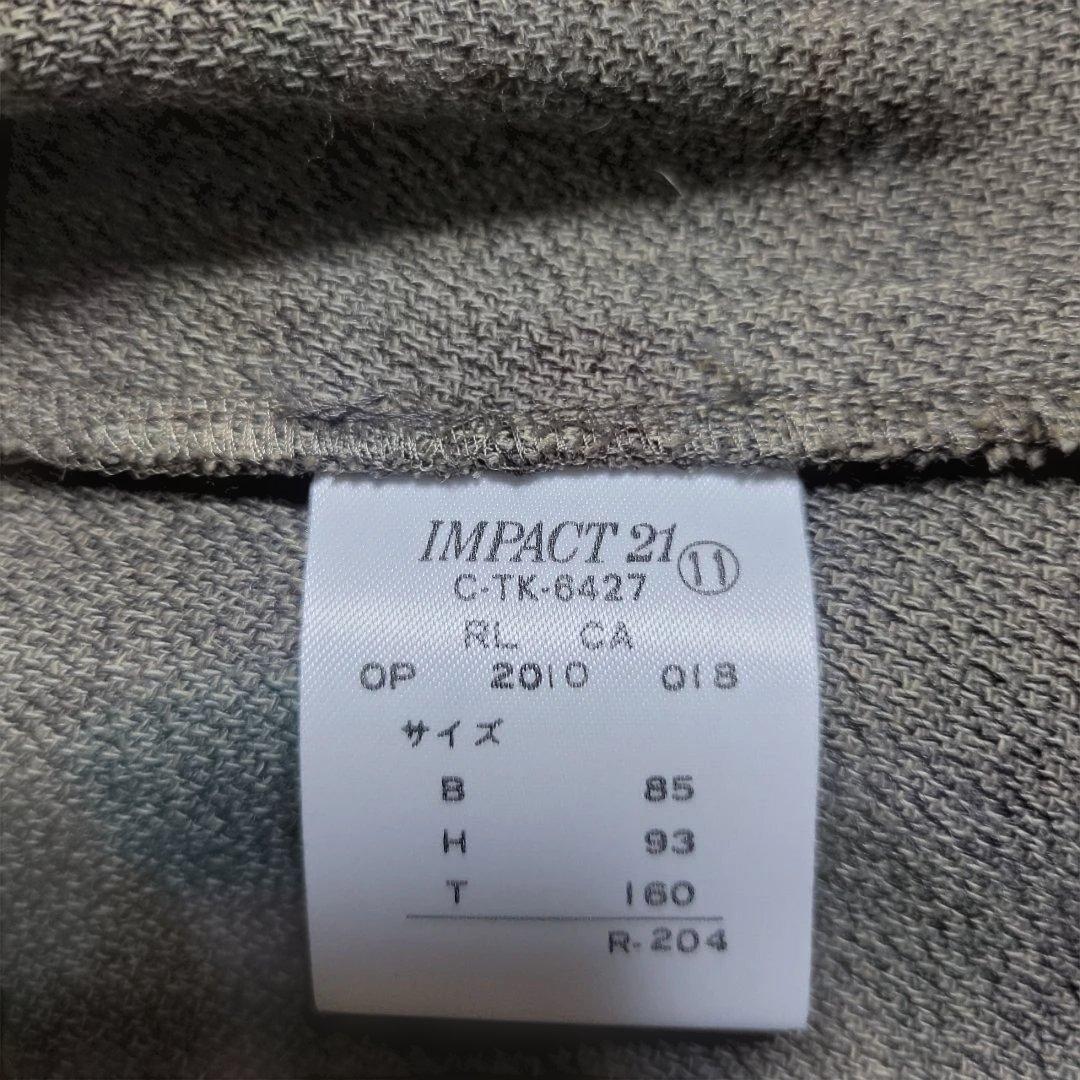 IMPACT 21
C-TK-6427 ⑪
RL CA
OP 2010 018
サイズ
B 85
H 93
T 160
R-204